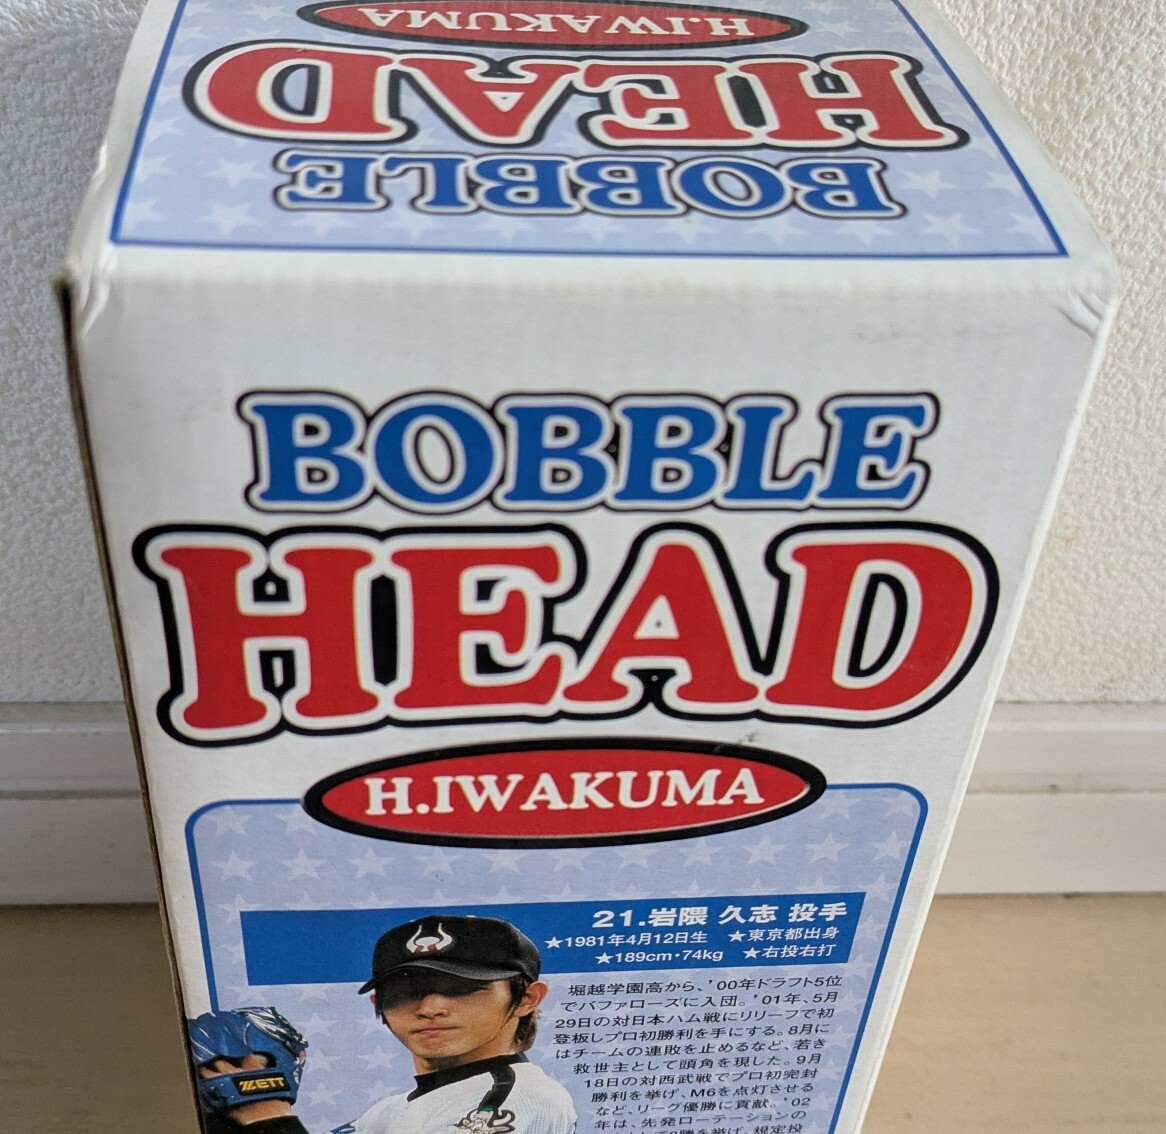 H.IWAKUMA
HEAD
BOBBLE
BOBBLE
HEAD
H.IWAKUMA
21.岩隈 久志 投手
★1981年4月12日生 ★東京都出身
★189cm・74kg ★右投右打
堀越学園高から、'00年ドラフト5位
でバファローズに入団。'01年、5月
29日の対日本ハム戦にリリーフで初
登板しプロ初勝利を手にする。8月に
はチームの連敗を止めるなど、若き
救世主として頭角を現した。9月
18日の対西武戦でプロ初完封
勝利を挙げ、M6を点灯させる
など、リーグ優勝に貢献。'02
年は、先発ローテーションの
ZETT